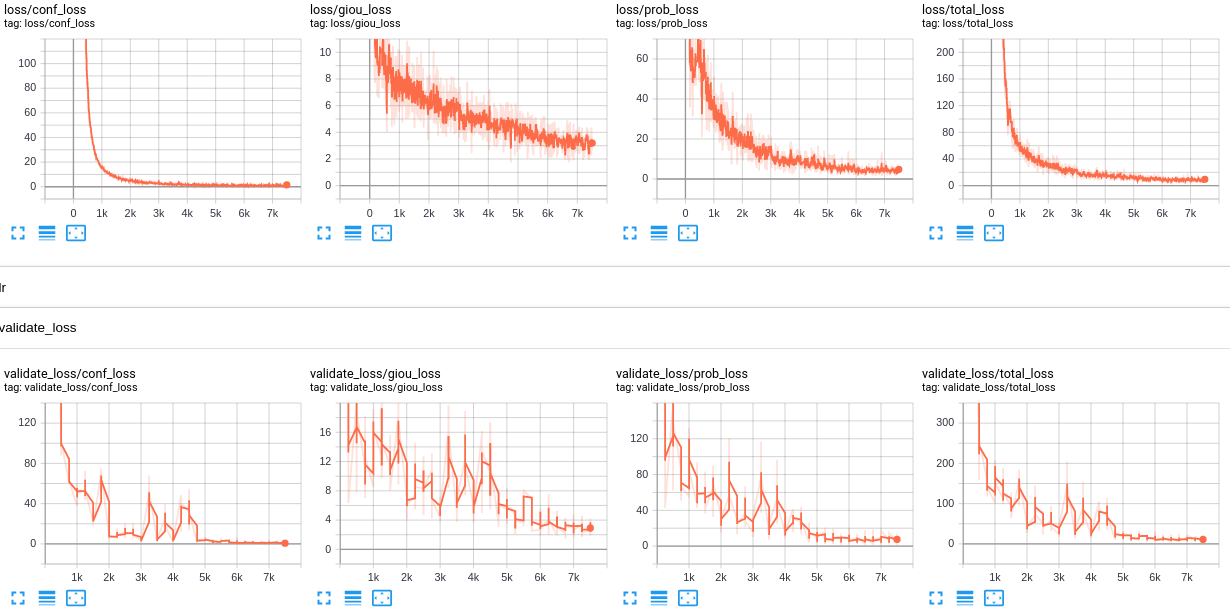 loss/conf_loss
tag: loss/conf_loss
100
80
60
40
20
0
0 1k 2k 3k 4k 5k 6k 7k
loss/giou_loss
tag: loss/giou_loss
10
8
6
4
2
0
0 1k 2k 3k 4k 5k 6k 7k
loss/prob_loss
tag: loss/prob_loss
60
40
20
0
0 1k 2k 3k 4k 5k 6k 7k
loss/total_loss
tag: loss/total_loss
200
160
120
80
40
0
0 1k 2k 3k 4k 5k 6k 7k
lr
validate_loss
validate_loss/conf_loss
tag: validate_loss/conf_loss
120
80
40
0
1k 2k 3k 4k 5k 6k 7k
validate_loss/giou_loss
tag: validate_loss/giou_loss
16
12
8
4
0
1k 2k 3k 4k 5k 6k 7k
validate_loss/prob_loss
tag: validate_loss/prob_loss
120
80
40
0
1k 2k 3k 4k 5k 6k 7k
validate_loss/total_loss
tag: validate_loss/total_loss
300
200
100
0
1k 2k 3k 4k 5k 6k 7k